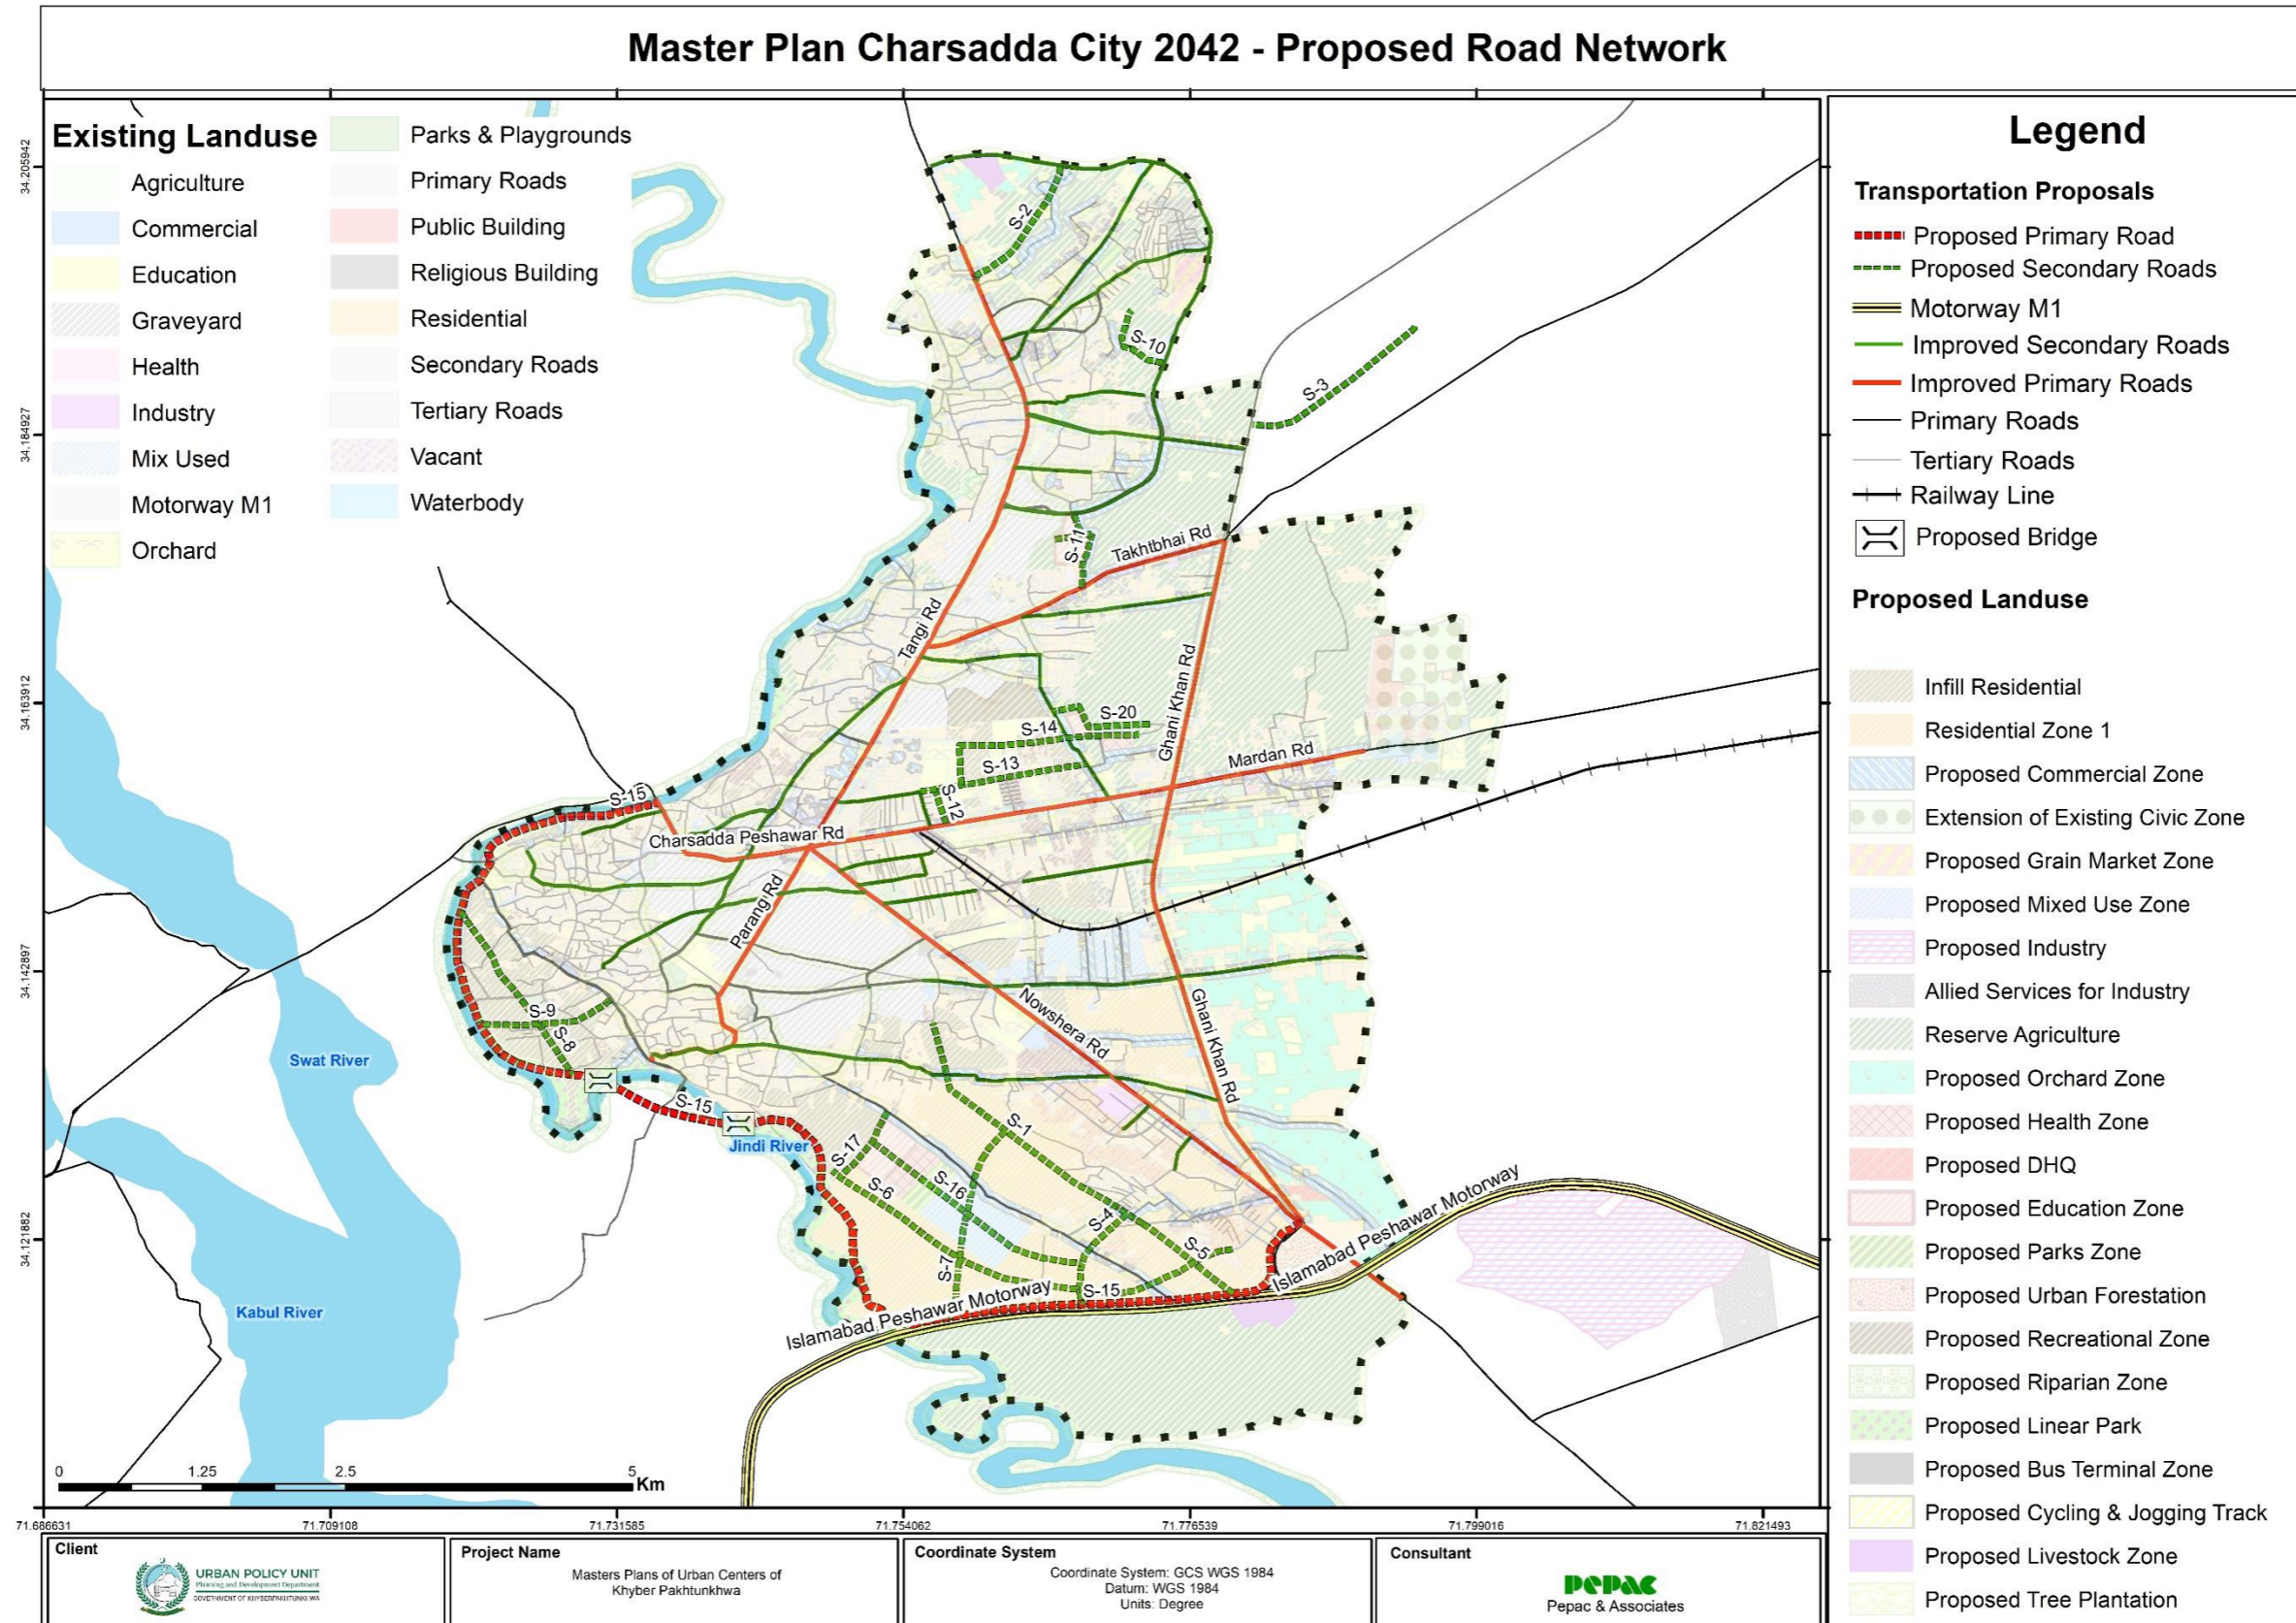 Master Plan Charsadda City 2042 - Proposed Road Network
Existing Landuse
Agriculture
Commercial
Education
Graveyard
Health
Industry
Mix Used
Motorway M1
Orchard
Parks & Playgrounds
Primary Roads
Public Building
Religious Building
Residential
Secondary Roads
Tertiary Roads
Vacant
Waterbody
34.205942
34.184927
34.163912
34.142897
34.121882
S-2
S-10
S-3
S-11
Takhtbhai Rd
Tangi Rd
Ghani Khan Rd
S-20
S-14
S-13
S-12
Mardan Rd
S-15
Charsadda Peshawar Rd
Parang Rd
S-9
S-8
Nowshera Rd
Ghani Khan Rd
Swat River
S-15
Jindi River
S-1
S-17
S-6
S-16
S-4
S-5
S-7
S-15
Islamabad Peshawar Motorway
Islamabad Peshawar Motorway
Kabul River
0 1.25 2.5 5 Km
71.686631 71.709108 71.731585 71.754062 71.776539 71.799016 71.821493
Legend
Transportation Proposals
Proposed Primary Road
Proposed Secondary Roads
Motorway M1
Improved Secondary Roads
Improved Primary Roads
Primary Roads
Tertiary Roads
Railway Line
Proposed Bridge
Proposed Landuse
Infill Residential
Residential Zone 1
Proposed Commercial Zone
Extension of Existing Civic Zone
Proposed Grain Market Zone
Proposed Mixed Use Zone
Proposed Industry
Allied Services for Industry
Reserve Agriculture
Proposed Orchard Zone
Proposed Health Zone
Proposed DHQ
Proposed Education Zone
Proposed Parks Zone
Proposed Urban Forestation
Proposed Recreational Zone
Proposed Riparian Zone
Proposed Linear Park
Proposed Bus Terminal Zone
Proposed Cycling & Jogging Track
Proposed Livestock Zone
Proposed Tree Plantation
Client
URBAN POLICY UNIT
Planning and Development Department
GOVERNMENT OF KHYBER PAKHTUNKHWA
Project Name
Masters Plans of Urban Centers of
Khyber Pakhtunkhwa
Coordinate System
Coordinate System: GCS WGS 1984
Datum: WGS 1984
Units: Degree
Consultant
PePAC
Pepac & Associates